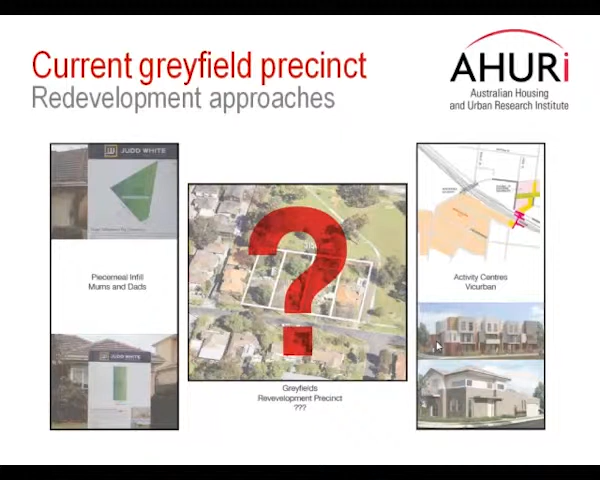 Current greyfield precinct
Redevelopment approaches
AHURi
Australian Housing
and Urban Research Institute
JUDD WHITE
Piecemeal Infill
Mums and Dads
JUDD WHITE
?
Greyfields
Revevelopment Precinct
???
Activity Centres
Vicurban